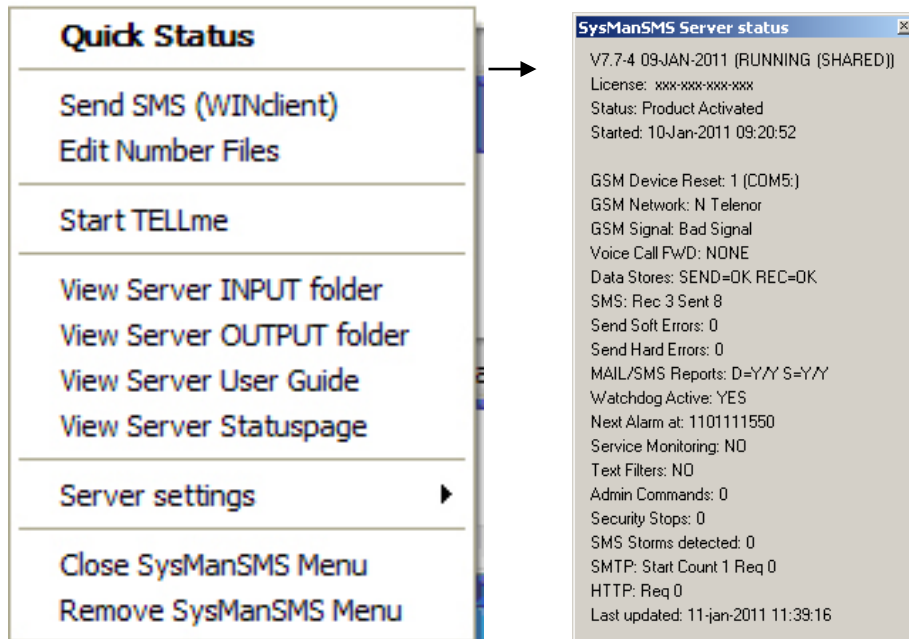 Quick Status
Send SMS (WINclient)
Edit Number Files
Start TELLme
View Server INPUT folder
View Server OUTPUT folder
View Server User Guide
View Server Statuspage
Server settings
Close SysManSMS Menu
Remove SysManSMS Menu
SysManSMS Server status
V7.7-4 09-JAN-2011 (RUNNING (SHARED))
License: xxx-xxx-xxx-xxx
Status: Product Activated
Started: 10-Jan-2011 09:20:52
GSM Device Reset: 1 (COM5:)
GSM Network: N Telenor
GSM Signal: Bad Signal
Voice Call FWD: NONE
Data Stores: SEND=OK REC=OK
SMS: Rec 3 Sent 8
Send Soft Errors: 0
Send Hard Errors: 0
MAIL/SMS Reports: D=Y/Y S=Y/Y
Watchdog Active: YES
Next Alarm at: 1101111550
Service Monitoring: NO
Text Filters: NO
Admin Commands: 0
Security Stops: 0
SMS Storms detected: 0
SMTP: Start Count 1 Req 0
HTTP: Req 0
Last updated: 11-jan-2011 11:39:16